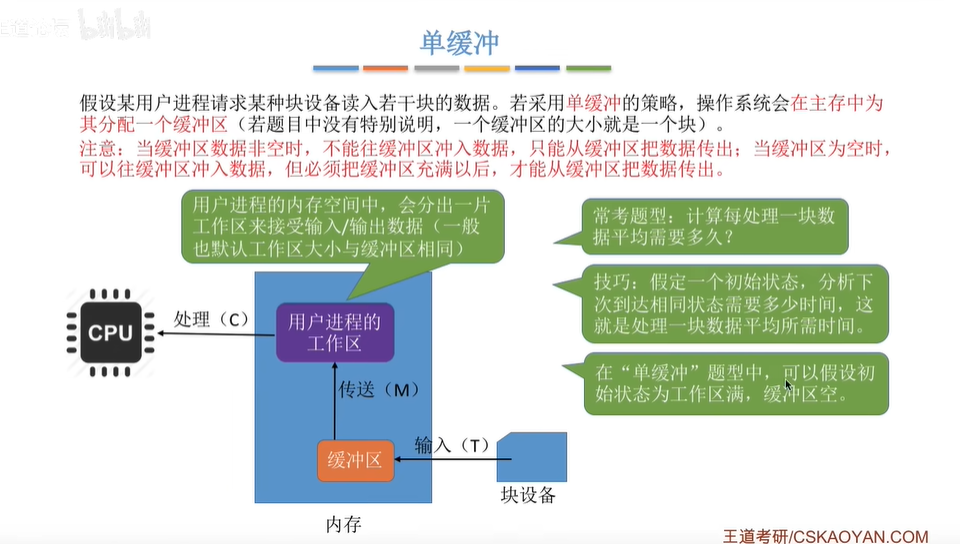 单缓冲
假设某用户进程请求某种块设备读入若干块的数据。若采用单缓冲的策略，操作系统会在主存中为
其分配一个缓冲区（若题目中没有特别说明，一个缓冲区的大小就是一个块）。
注意：当缓冲区数据非空时，不能往缓冲区冲入数据，只能从缓冲区把数据传出；当缓冲区为空时，
可以往缓冲区冲入数据，但必须把缓冲区充满以后，才能从缓冲区把数据传出。
用户进程的内存空间中，会分出一片
工作区来接受输入/输出数据（一般
也默认工作区大小与缓冲区相同）
常考题型：计算每处理一块数
据平均需要多久？
技巧：假定一个初始状态，分析下
次到达相同状态需要多少时间，这
就是处理一块数据平均所需时间。
在“单缓冲”题型中，可以假设初
始状态为工作区满，缓冲区空。
CPU
处理（C）
用户进程的
工作区
传送（M）
缓冲区
输入（T）
块设备
内存
王道考研/CSKAOYAN.COM
bilibili